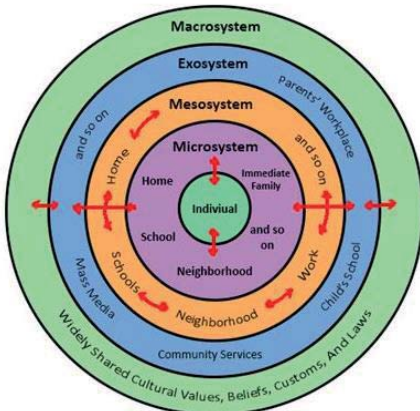 Macrosystem
Exosystem
Parents' Workplace
and so on
Mesosystem
Home
and so on
Microsystem
Home
Immediate
Family
Indiviual
School
and so
on
Neighborhood
Schools
Work
Neighborhood
Mass Media
Child's School
Community Services
Widely Shared Cultural Values, Beliefs, Customs, And Laws